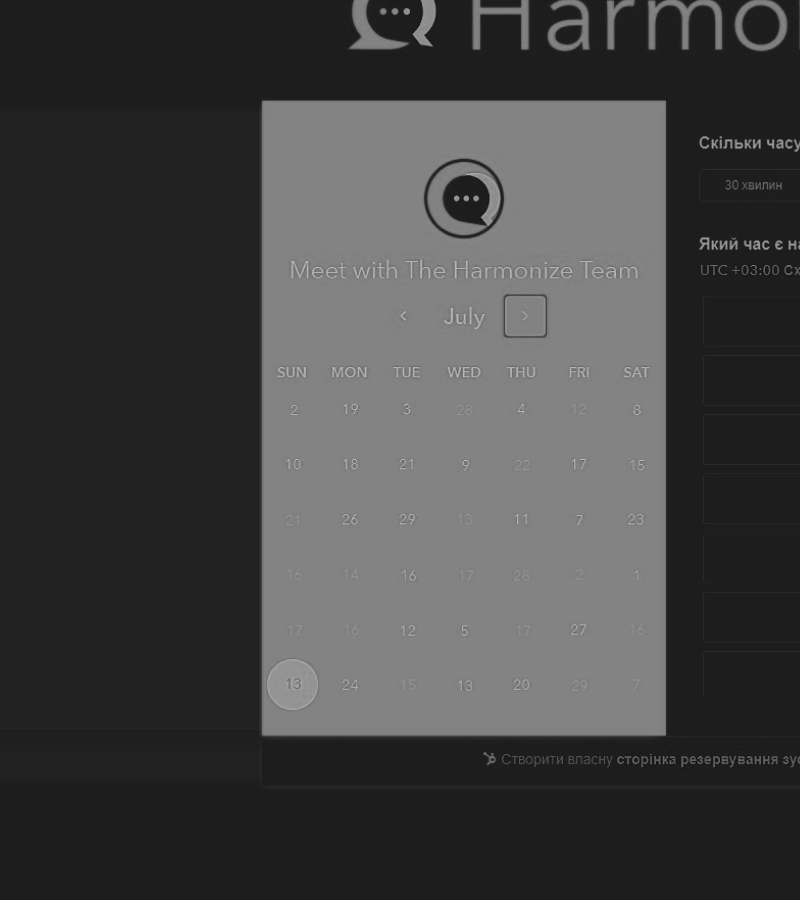 Harmo
Meet with The Harmonize Team
July
SUN MON TUE WED THU FRI SAT
2 19 3 28 4 12 8
10 18 21 9 22 17 15
21 26 29 13 11 7 23
16 14 16 17 28 2 1
17 16 12 5 17 27 16
13 24 15 13 20 29 7
Скільки часу
30 хвилин
Який час є
UTC +03:00
Створити власну сторінка резервування